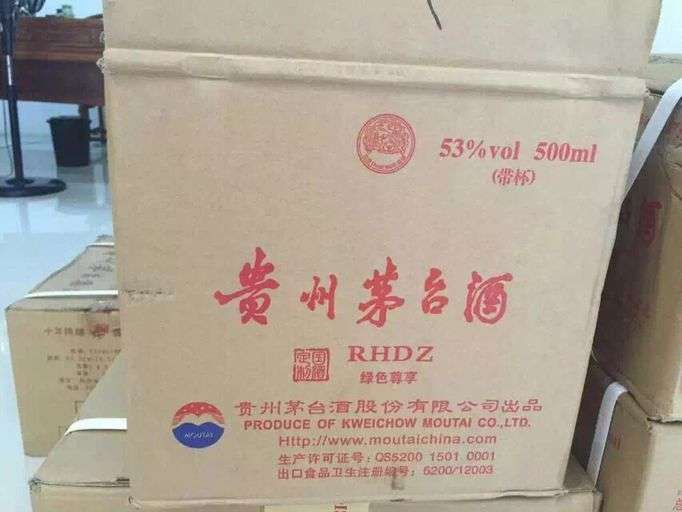 53%vol 500ml
(带杯)
贵州茅台酒
RHDZ
绿色尊享
MOUTAI
贵州茅台酒股份有限公司出品
PRODUCE OF KWEICHOW MOUTAI CO.,LTD.
Http://www.moutaichina.com
生产许可证号: QS5200 1501 0001
出口食品卫生注册编号: 5200/12003